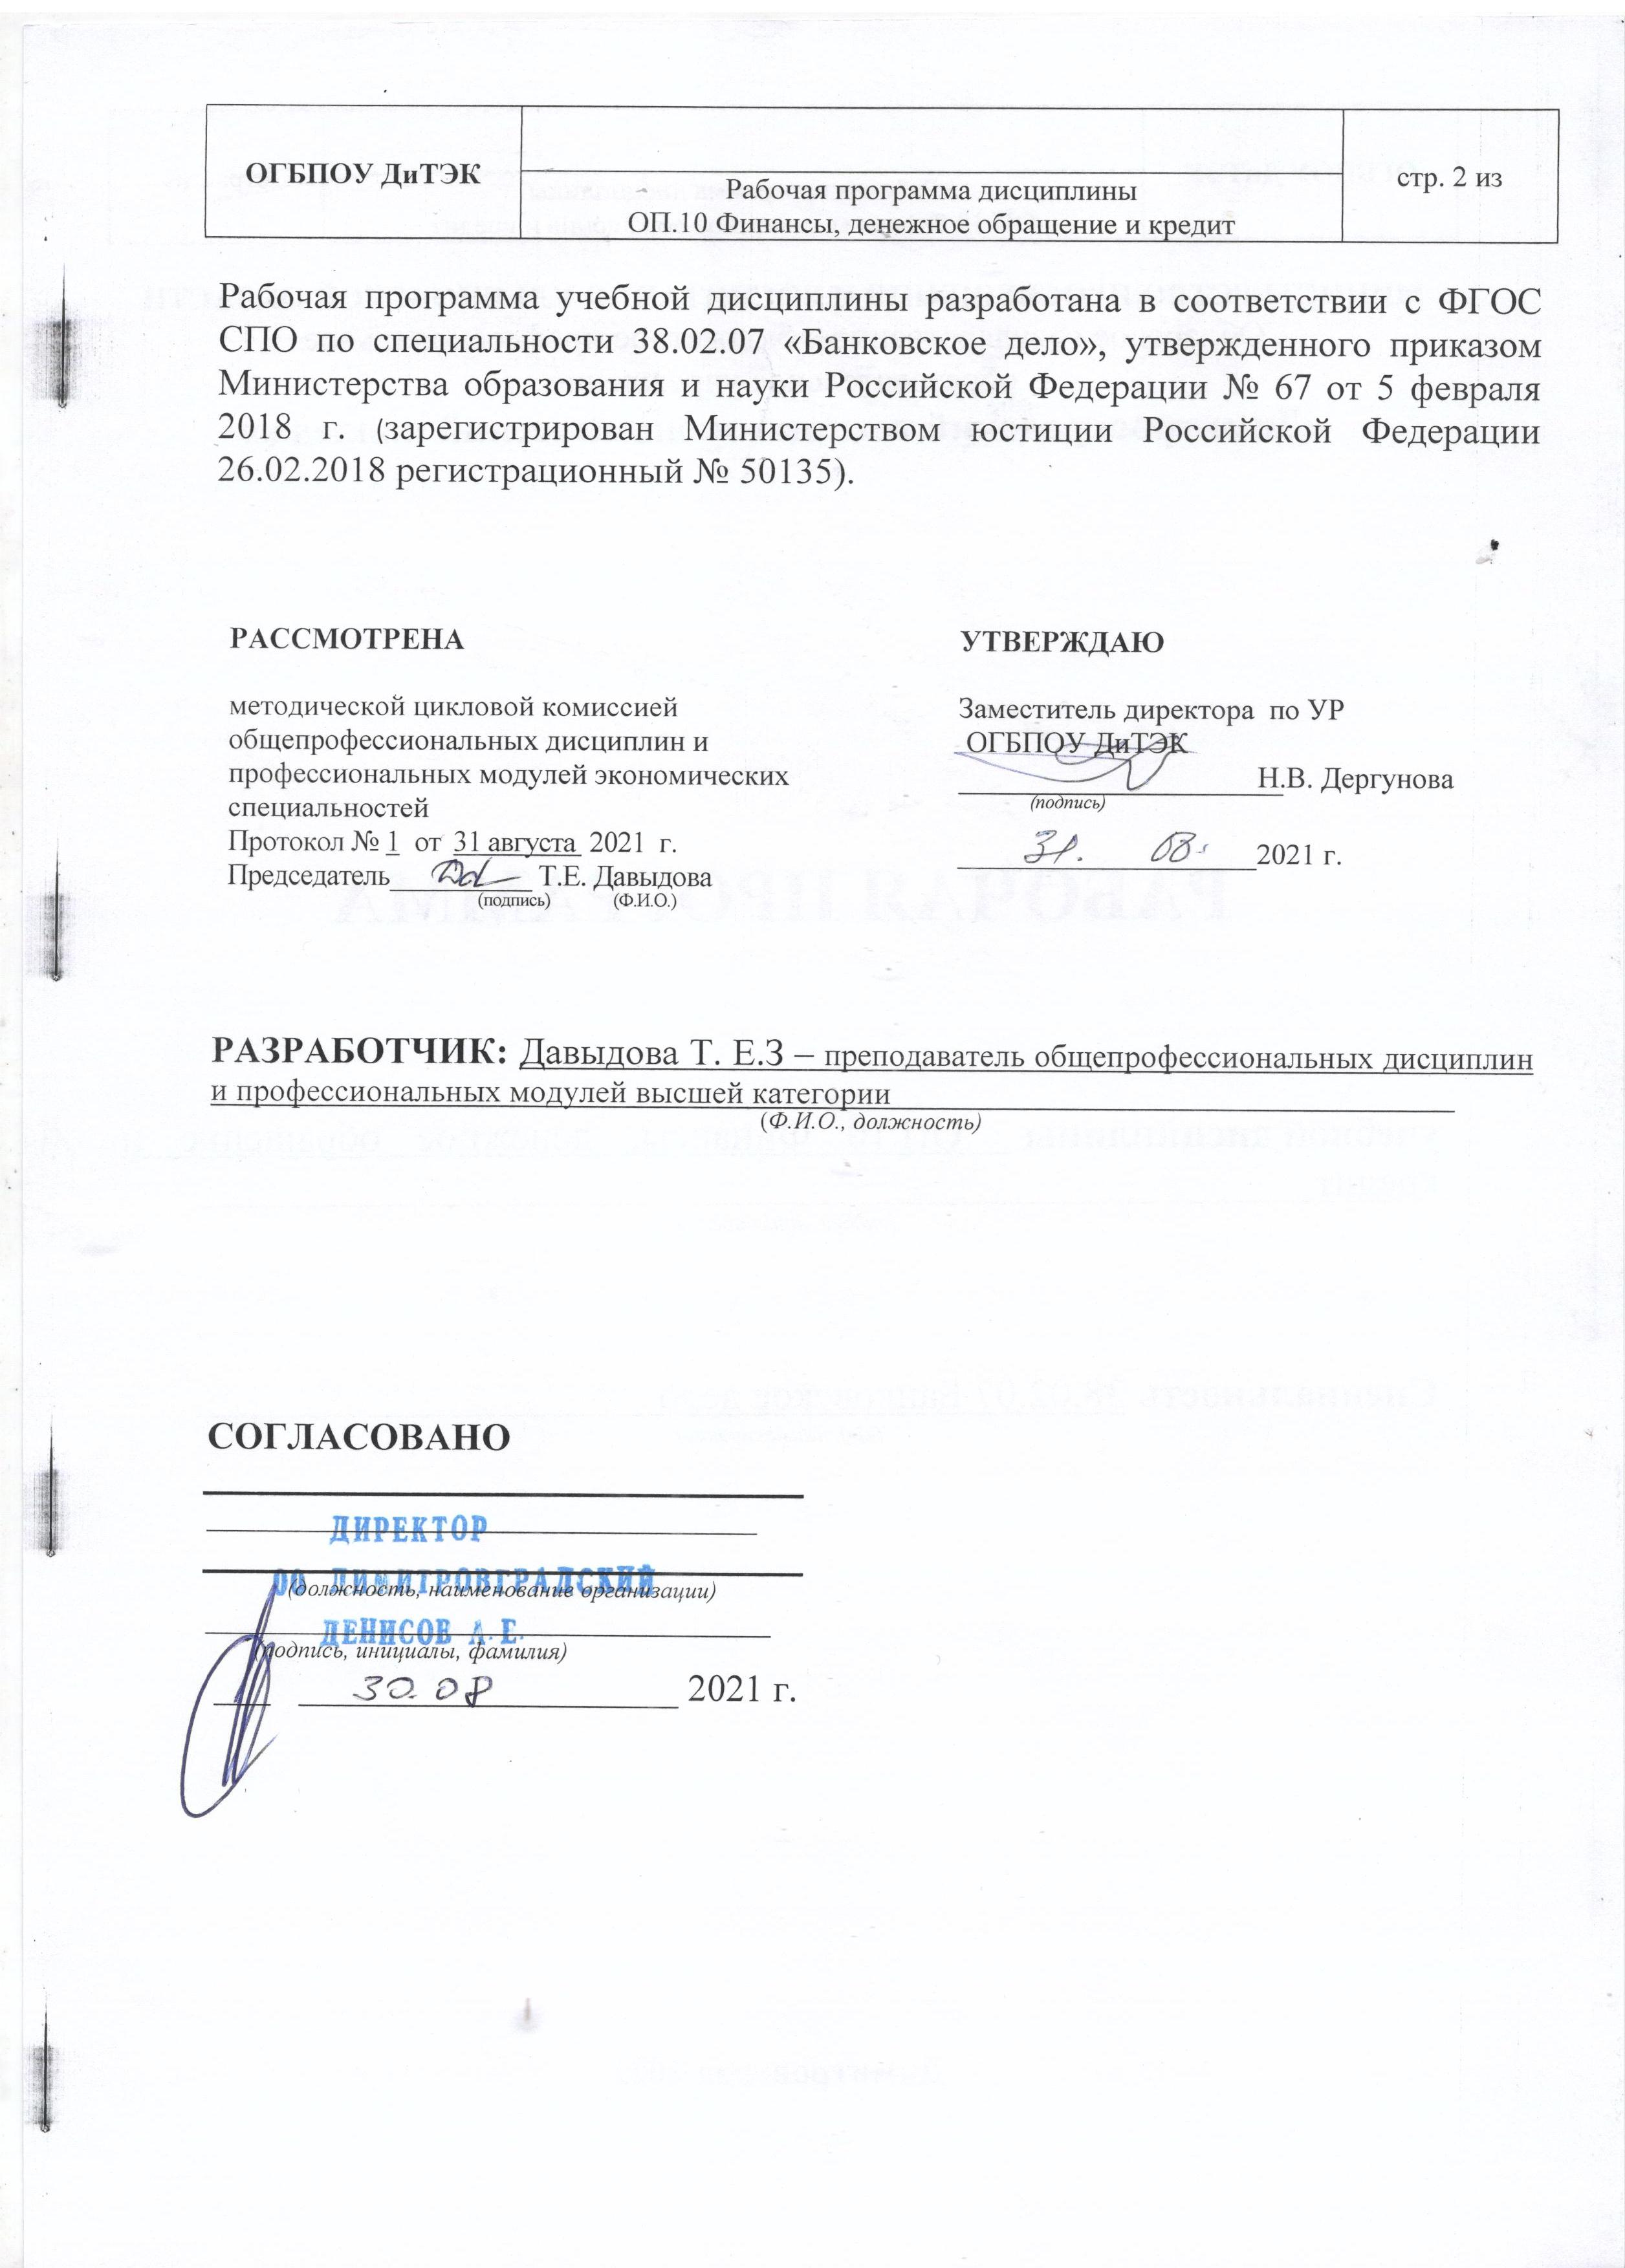 ОГБПОУ ДиТЭК
Рабочая программа дисциплины
ОП.10 Финансы, денежное обращение и кредит
стр. 2 из
Рабочая программа учебной дисциплины разработана в соответствии с ФГОС
СПО по специальности 38.02.07 «Банковское дело», утвержденного приказом
Министерства образования и науки Российской Федерации № 67 от 5 февраля
2018 г. (зарегистрирован Министерством юстиции Российской Федерации
26.02.2018 регистрационный № 50135).
РАССМОТРЕНА
методической цикловой комиссией
общепрофессиональных дисциплин и
профессиональных модулей экономических
специальностей
Протокол № 1 от 31 августа 2021 г.
Председатель Т.Е. Давыдова
(подпись) (Ф.И.О.)
УТВЕРЖДАЮ
Заместитель директора по УР
ОГБПОУ ДиТЭК
Н.В. Дергунова
(подпись)
31. 08. 2021 г.
РАЗРАБОТЧИК: Давыдова Т. Е.З – преподаватель общепрофессиональных дисциплин
и профессиональных модулей высшей категории
(Ф.И.О., должность)
СОГЛАСОВАНО
ДИРЕКТОР
ОО ДИМИТРОВГРАДСКИЙ
(должность, наименование организации)
ДЕНИСОВ А.Е.
(подпись, инициалы, фамилия)
30.08 2021 г.